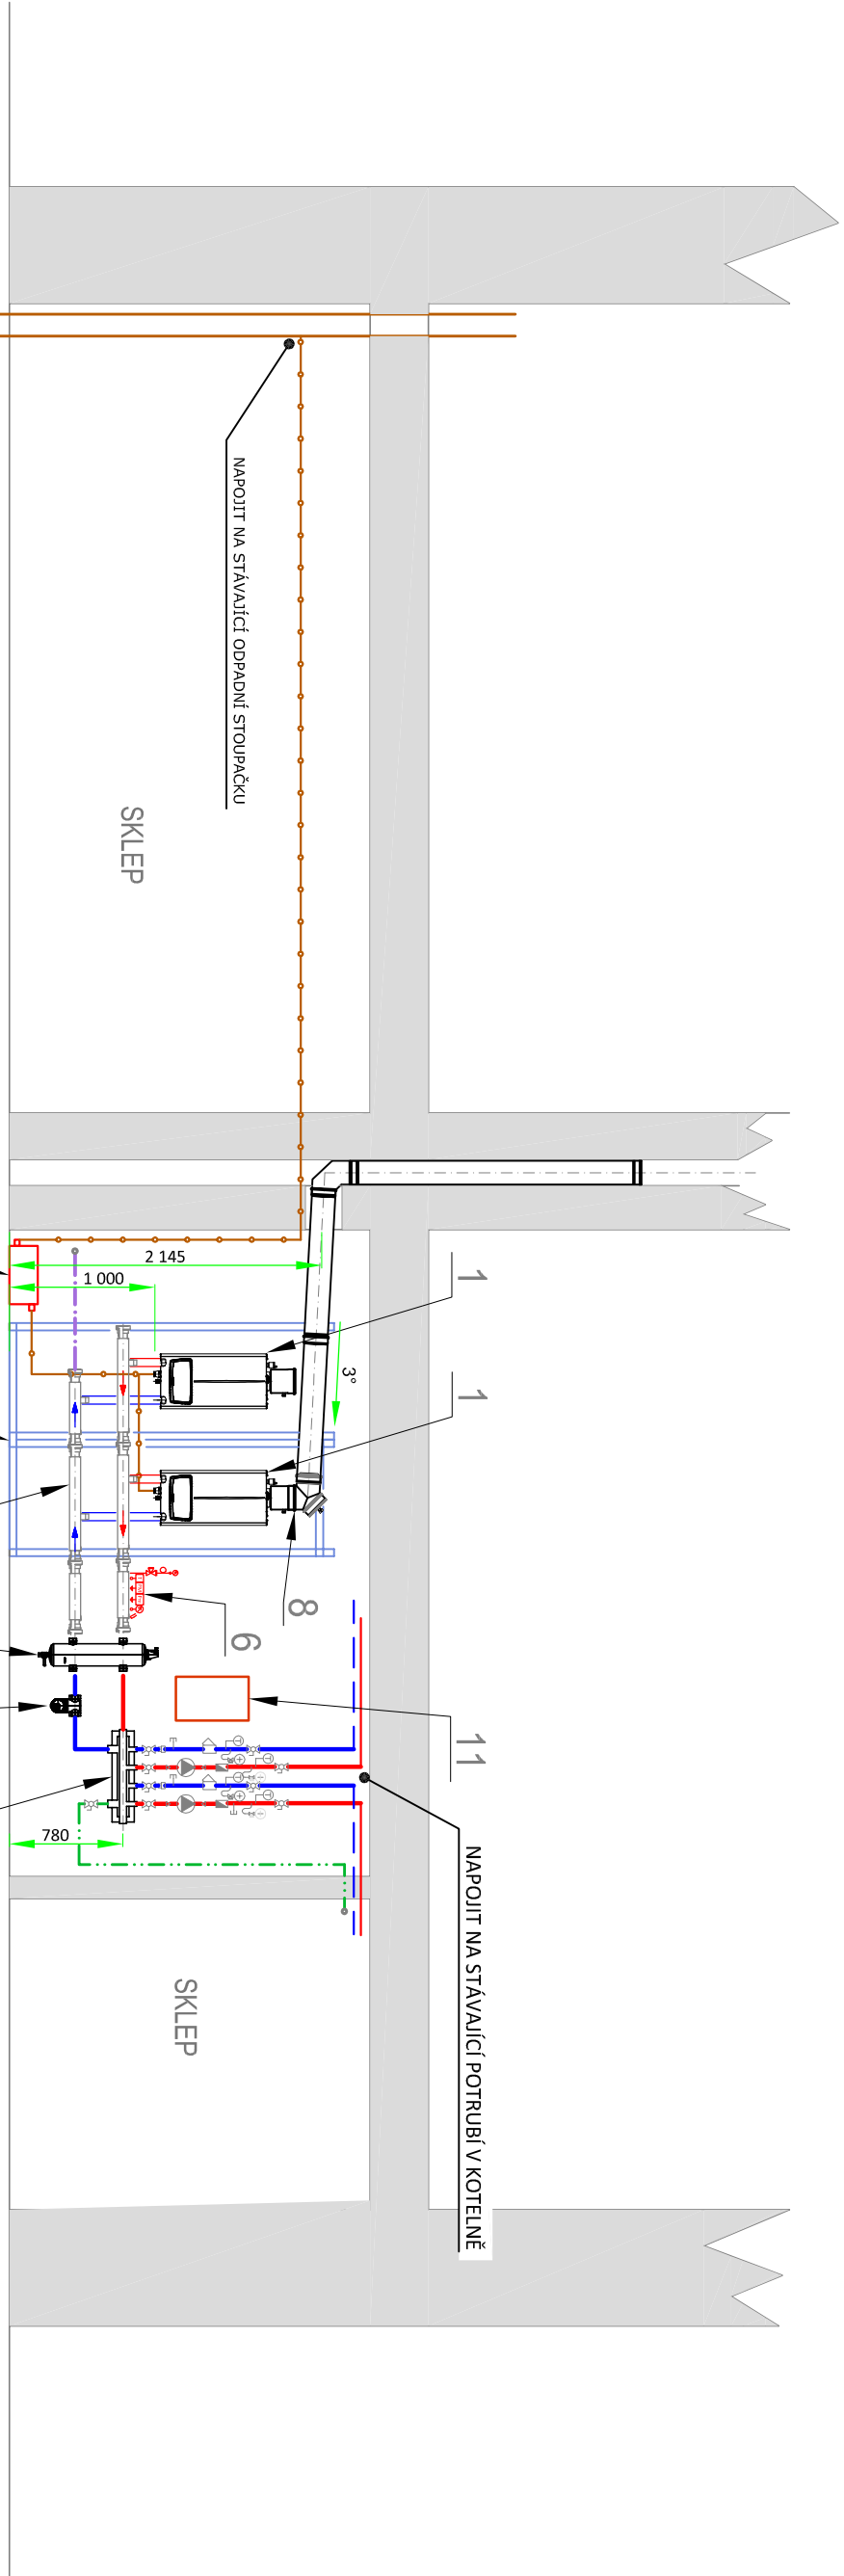 NAPOJIT NA STÁVAJÍCÍ ODPADNÍ STOUPAČKU
SKLEP
2 145
1 000
3°
1
1
8
6
11
780
NAPOJIT NA STÁVAJÍCÍ POTRUBÍ V KOTELNĚ
SKLEP